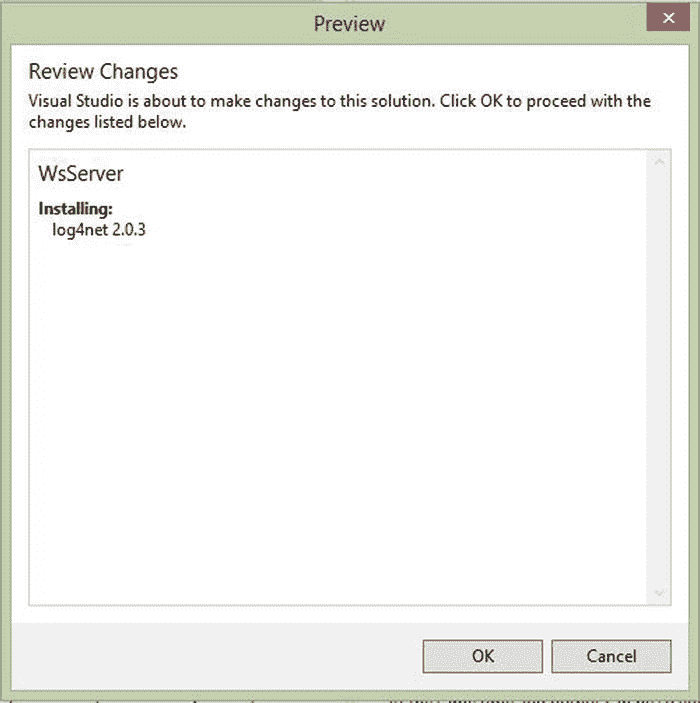 Preview
Review Changes
Visual Studio is about to make changes to this solution. Click OK to proceed with the
changes listed below.
WsServer
Installing:
log4net 2.0.3
OK
Cancel